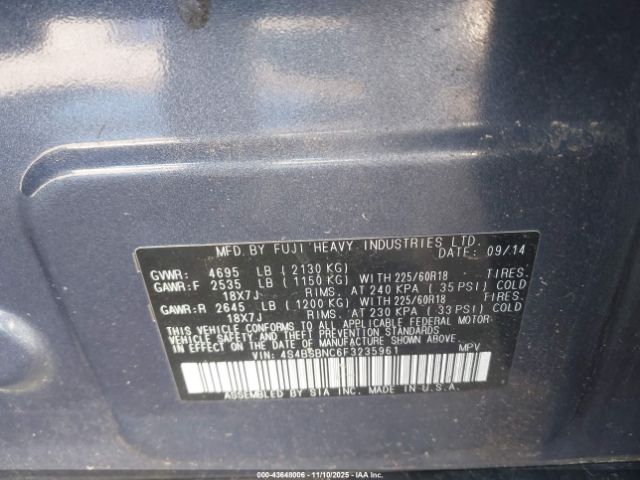 MFD. BY FUJI HEAVY INDUSTRIES LTD.
DATE: 09/14
GVWR: 4695 LB (2130 KG)
GAWR:F 2535 LB (1150 KG) WITH 225/60R18 TIRES.
18X7J RIMS. AT 240 KPA (35 PSI) COLD
GAWR:R 2645 LB (1200 KG) WITH 225/60R18 TIRES.
18X7J RIMS. AT 230 KPA (33 PSI) COLD
THIS VEHICLE CONFORMS TO ALL APPLICABLE FEDERAL MOTOR
VEHICLE SAFETY AND THEFT PREVENTION STANDARDS
IN EFFECT ON THE DATE OF MANUFACTURE SHOWN ABOVE.
VIN: 4S4BSBNC6F3235961 MPV
ASSEMBLED BY SIA INC. MADE IN U.S.A.
00-43648006 - 11/10/2025 - IAAI.COM